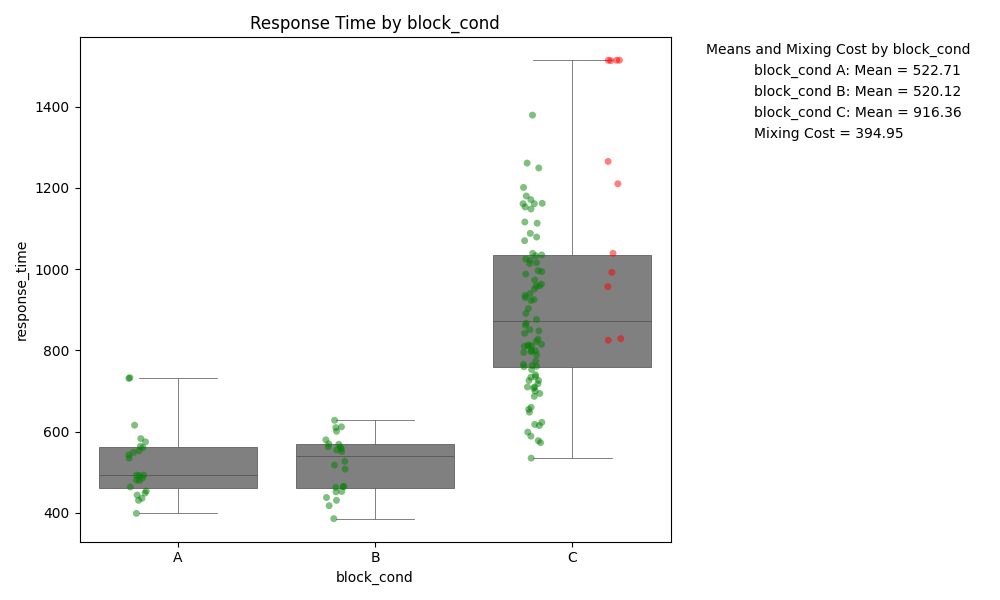 Response Time by block_cond
Means and Mixing Cost by block_cond
block_cond A: Mean = 522.71
block_cond B: Mean = 520.12
block_cond C: Mean = 916.36
Mixing Cost = 394.95
response_time
1400
1200
1000
800
600
400
A
B
C
block_cond